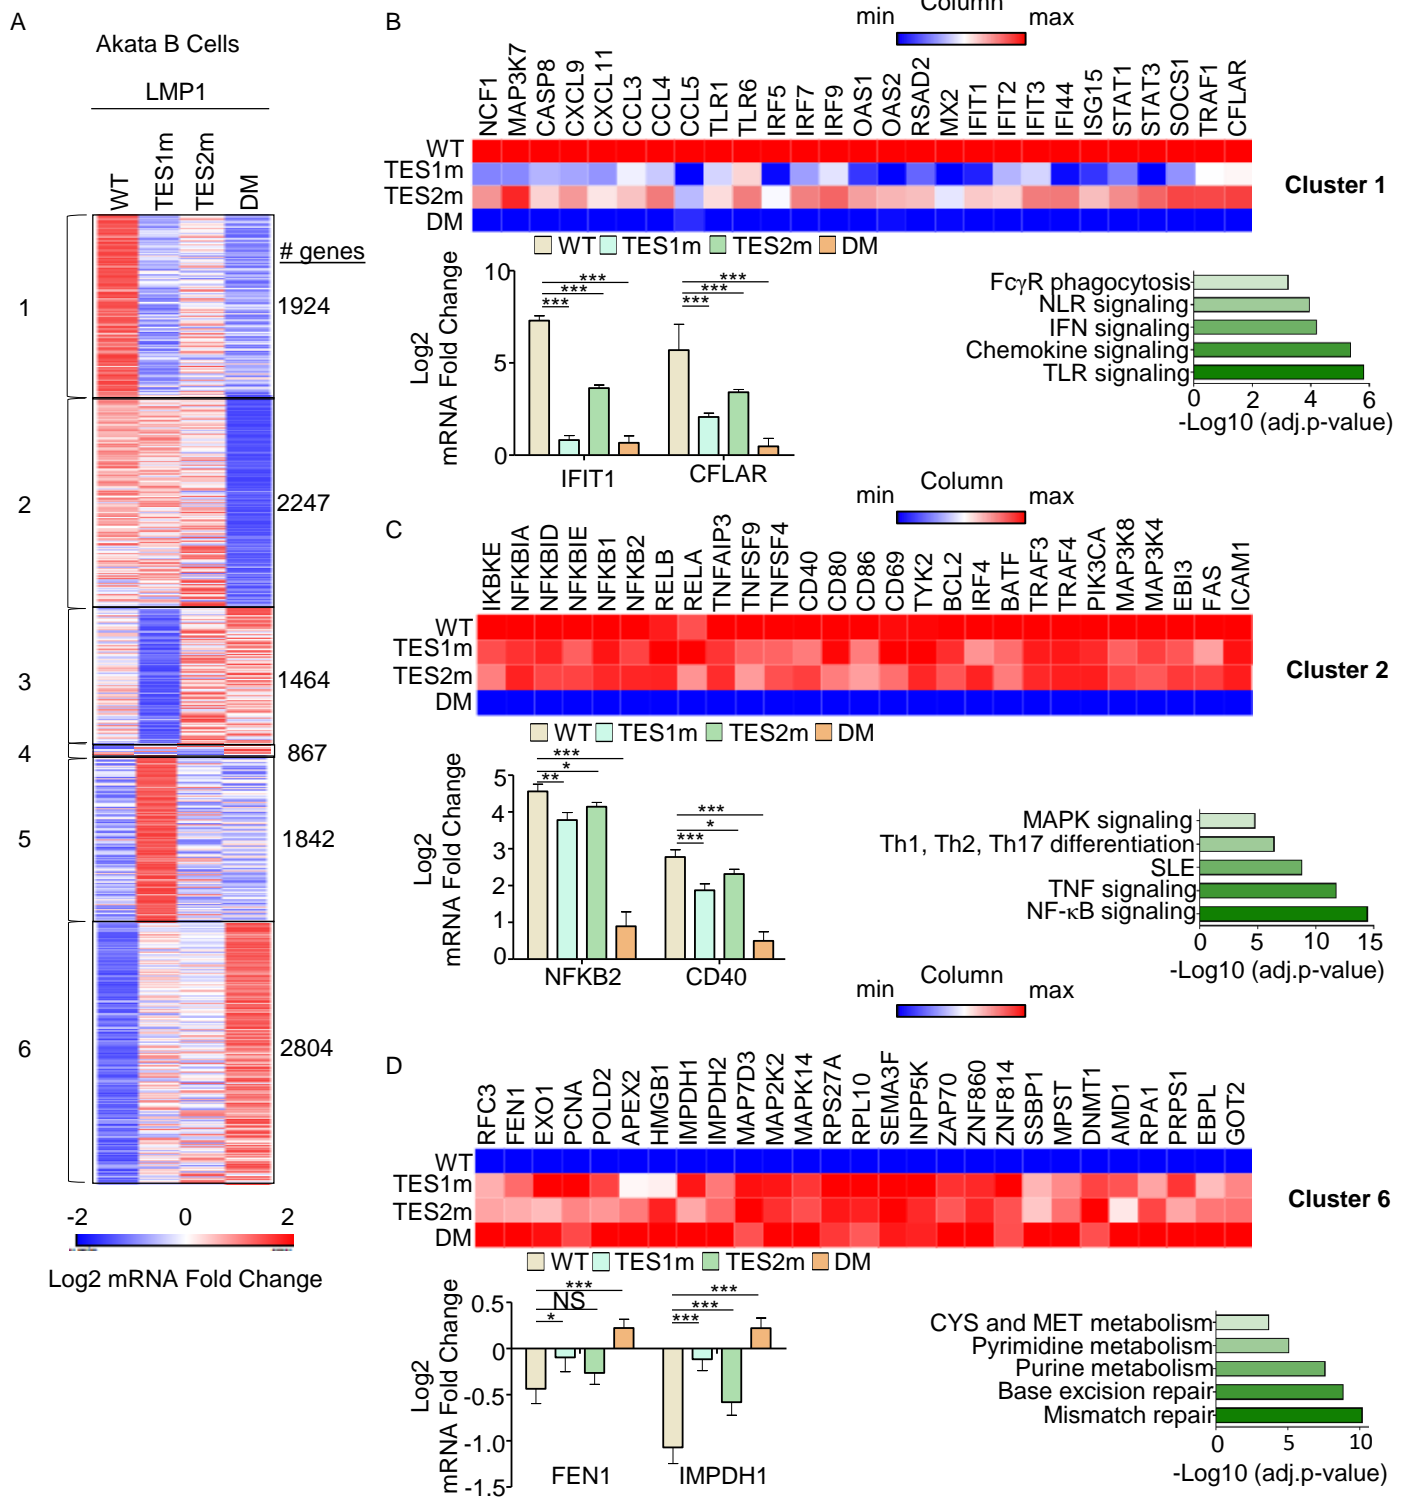 A
Akata B Cells
LMP1
WT
TES1m
TES2m
DM
# genes
1
1924
2
2247
3
1464
4
867
5
1842
6
2804
-2 0 2
Log2 mRNA Fold Change
B
min Column max
NCF1
MAP3K7
CASP8
CXCL9
CXCL11
CCL3
CCL4
CCL5
TLR1
TLR6
IRF5
IRF7
IRF9
OAS1
OAS2
RSAD2
MX2
IFIT1
IFIT2
IFIT3
IFI44
ISG15
STAT1
STAT3
SOCS1
TRAF1
CFLAR
WT
TES1m
TES2m
DM
Cluster 1
WT TES1m TES2m DM
Log2
mRNA Fold Change
10
5
0
***
***
***
***
***
***
IFIT1
CFLAR
FcγR phagocytosis
NLR signaling
IFN signaling
Chemokine signaling
TLR signaling
0 2 4 6
-Log10 (adj.p-value)
C
min Column max
IKBKE
NFKBIA
NFKBID
NFKBIE
NFKB1
NFKB2
RELB
RELA
TNFAIP3
TNFSF9
TNFSF4
CD40
CD80
CD86
CD69
TYK2
BCL2
IRF4
BATF
TRAF3
TRAF4
PIK3CA
MAP3K8
MAP3K4
EBI3
FAS
ICAM1
WT
TES1m
TES2m
DM
Cluster 2
WT TES1m TES2m DM
Log2
mRNA Fold Change
5
4
3
2
1
0
***
*
**
***
*
***
NFKB2
CD40
MAPK signaling
Th1, Th2, Th17 differentiation
SLE
TNF signaling
NF-κB signaling
0 5 10 15
-Log10 (adj.p-value)
D
min Column max
RFC3
FEN1
EXO1
PCNA
POLD2
APEX2
HMGB1
IMPDH1
IMPDH2
MAP7D3
MAP2K2
MAPK14
RPS27A
RPL10
SEMA3F
INPP5K
ZAP70
ZNF860
ZNF814
SSBP1
MPST
DNMT1
AMD1
RPA1
PRPS1
EBPL
GOT2
WT
TES1m
TES2m
DM
Cluster 6
WT TES1m TES2m DM
Log2
mRNA Fold Change
0.5
0
-0.5
-1.0
-1.5
***
NS
*
***
***
***
FEN1
IMPDH1
CYS and MET metabolism
Pyrimidine metabolism
Purine metabolism
Base excision repair
Mismatch repair
0 5 10
-Log10 (adj.p-value)